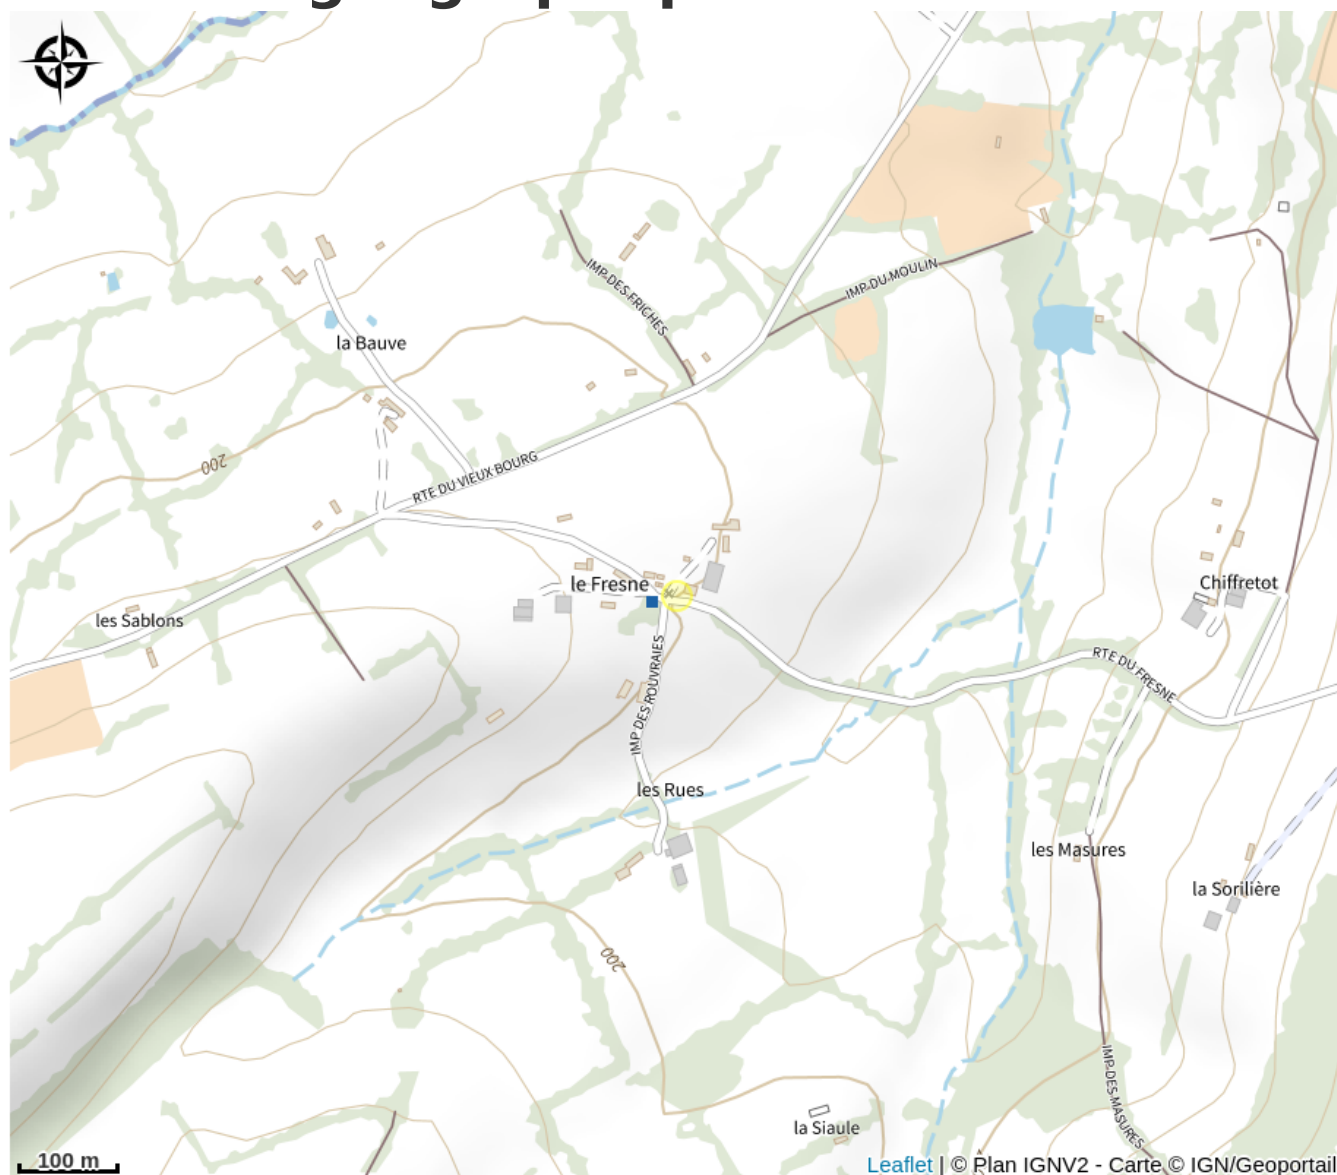 IMP DES FRICHES
IMP DU MOULIN
la Bauve
200
RTE DU VIEUX BOURG
le Fresne
Chiffretot
les Sablons
IMP DES ROUVRAIES
RTE DU FRESNE
les Rues
les Masures
la Sorilière
200
IMP DES MASURES
la Siaule
100 m
Leaflet | © Plan IGNV2 - Carte © IGN/Geoportail